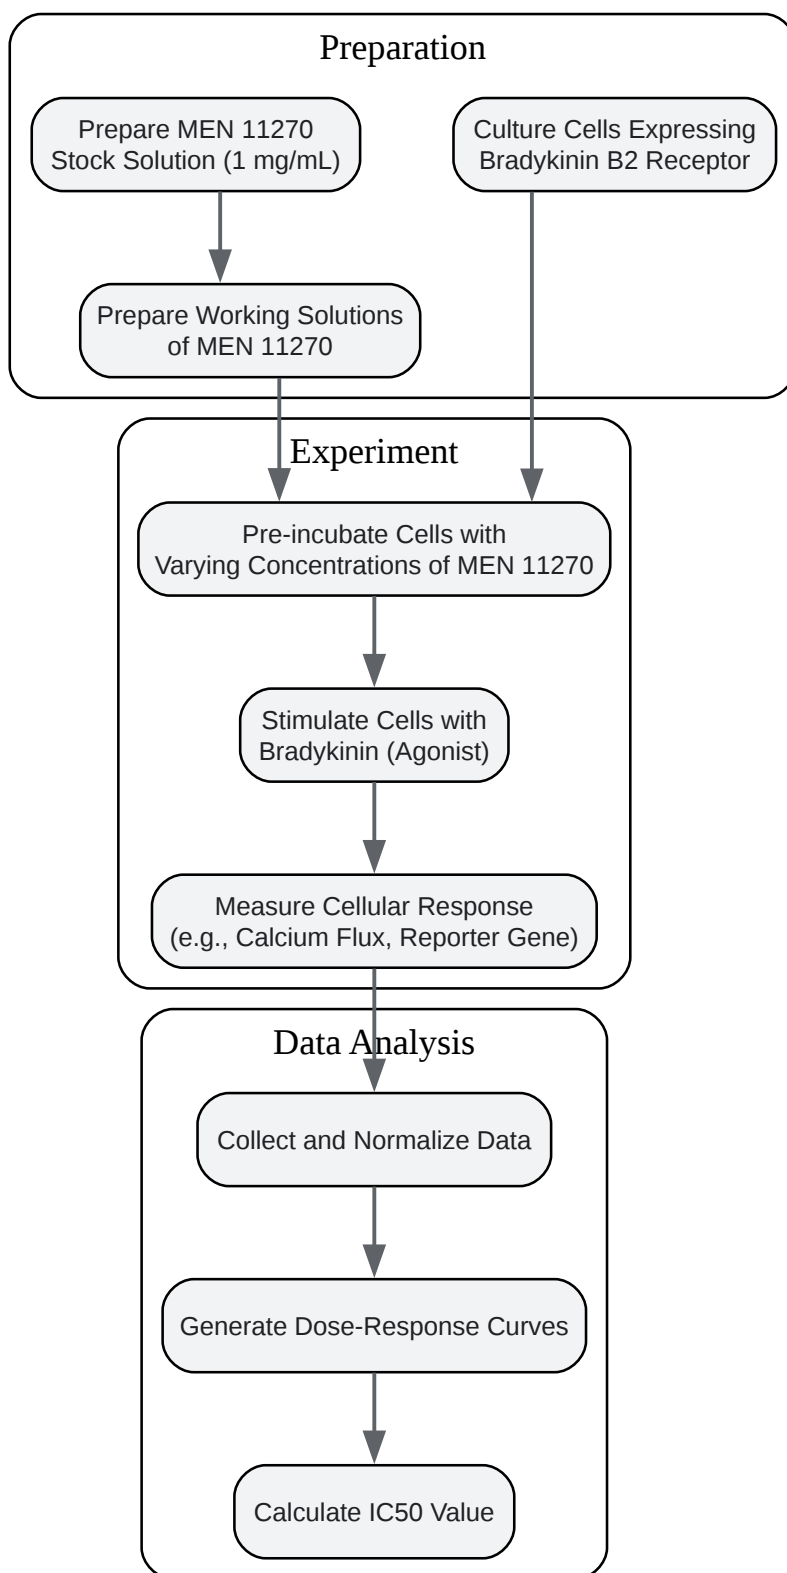 Preparation
Prepare MEN 11270
Stock Solution (1 mg/mL)
Culture Cells Expressing
Bradykinin B2 Receptor
Prepare Working Solutions
of MEN 11270
Experiment
Pre-incubate Cells with
Varying Concentrations of MEN 11270
Stimulate Cells with
Bradykinin (Agonist)
Measure Cellular Response
(e.g., Calcium Flux, Reporter Gene)
Data Analysis
Collect and Normalize Data
Generate Dose-Response Curves
Calculate IC50 Value